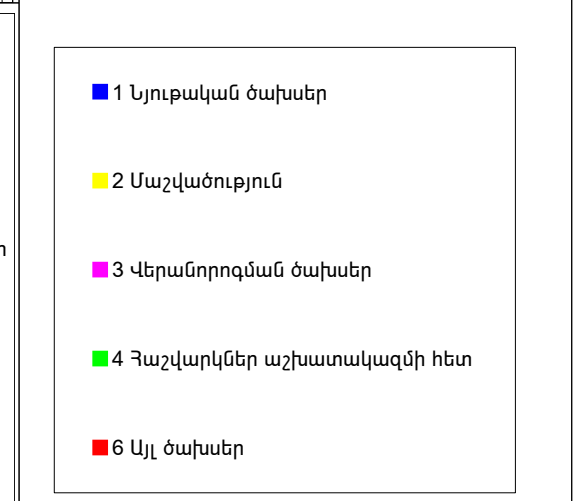 1 Նյութական ծախսեր
2 Մաշվածություն
3 Վերանորոգման ծախսեր
4 Հաշվարկներ աշխատակազմի հետ
6 Այլ ծախսեր